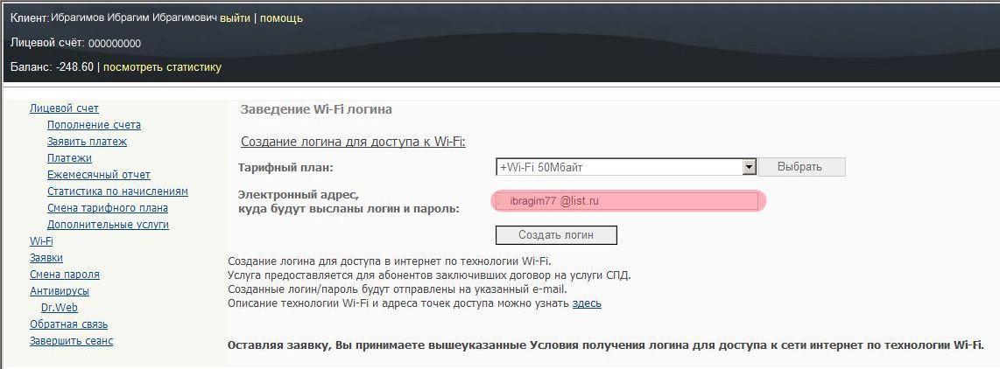 Клиент: Ибрагимов Ибрагим Ибрагимович выйти | помощь
Лицевой счёт: 000000000
Баланс: -248.60 | посмотреть статистику
Лицевой счет
Пополнение счета
Заявить платеж
Платежи
Ежемесячный отчет
Статистика по начислениям
Смена тарифного плана
Дополнительные услуги
Wi-Fi
Заявки
Смена пароля
Антивирусы
Dr.Web
Обратная связь
Завершить сеанс
Заведение Wi-Fi логина
Создание логина для доступа к Wi-Fi:
Тарифный план: +Wi-Fi 50Мбайт Выбрать
Электронный адрес,
куда будут высланы логин и пароль: ibragim77 @list.ru
Создать логин
Создание логина для доступа в интернет по технологии Wi-Fi.
Услуга предоставляется для абонентов заключивших договор на услуги СПД.
Созданные логин/пароль будут отправлены на указанный e-mail.
Описание технологии Wi-Fi и адреса точек доступа можно узнать здесь
Оставляя заявку, Вы принимаете вышеуказанные Условия получения логина для доступа к сети интернет по технологии Wi-Fi.